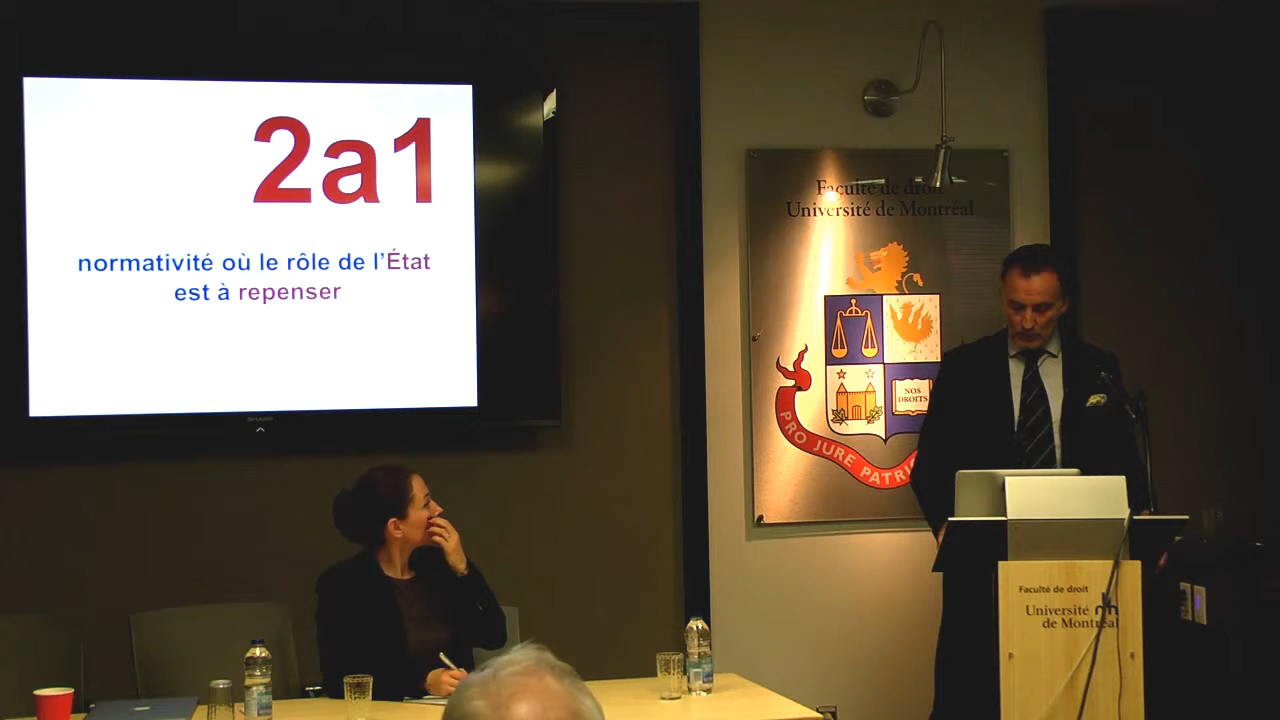 2a1
normativité où le rôle de l'État
est à repenser
SHARP
Faculté de droit
Université de Montréal
NOS
DROITS
PRO JURE PATRI
Faculté de droit
Université
de Montréal